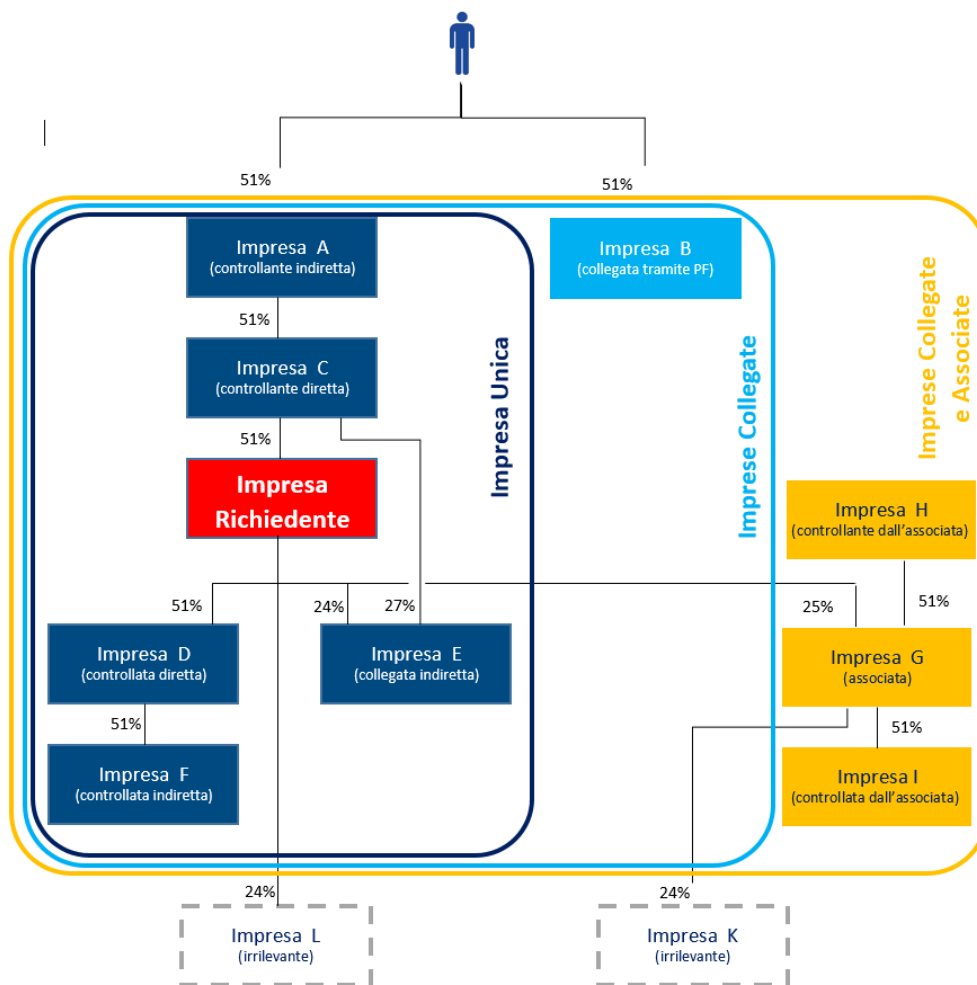 51%
51%
Impresa A
(controllante indiretta)
Impresa B
(collegata tramite PF)
51%
Impresa C
(controllante diretta)
51%
Impresa
Richiedente
Impresa Unica
Imprese Collegate
Imprese Collegate
e Associate
Impresa H
(controllante dall'associata)
51%
24%
27%
25%
51%
Impresa D
(controllata diretta)
Impresa E
(collegata indiretta)
Impresa G
(associata)
51%
51%
Impresa F
(controllata indiretta)
Impresa I
(controllata dall'associata)
24%
24%
Impresa L
(irrilevante)
Impresa K
(irrilevante)